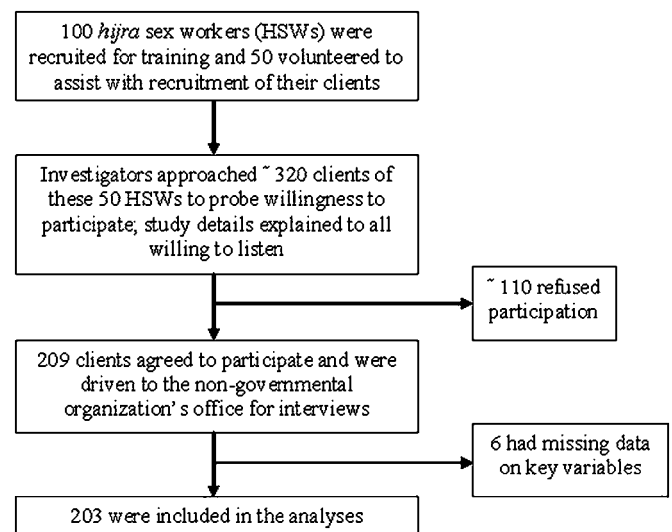 100 hijra sex workers (HSWs) were
recruited for training and 50 volunteered to
assist with recruitment of their clients
Investigators approached ~ 320 clients of
these 50 HSWs to probe willingness to
participate; study details explained to all
willing to listen
~ 110 refused
participation
209 clients agreed to participate and were
driven to the non-governmental
organization's office for interviews
6 had missing data
on key variables
203 were included in the analyses